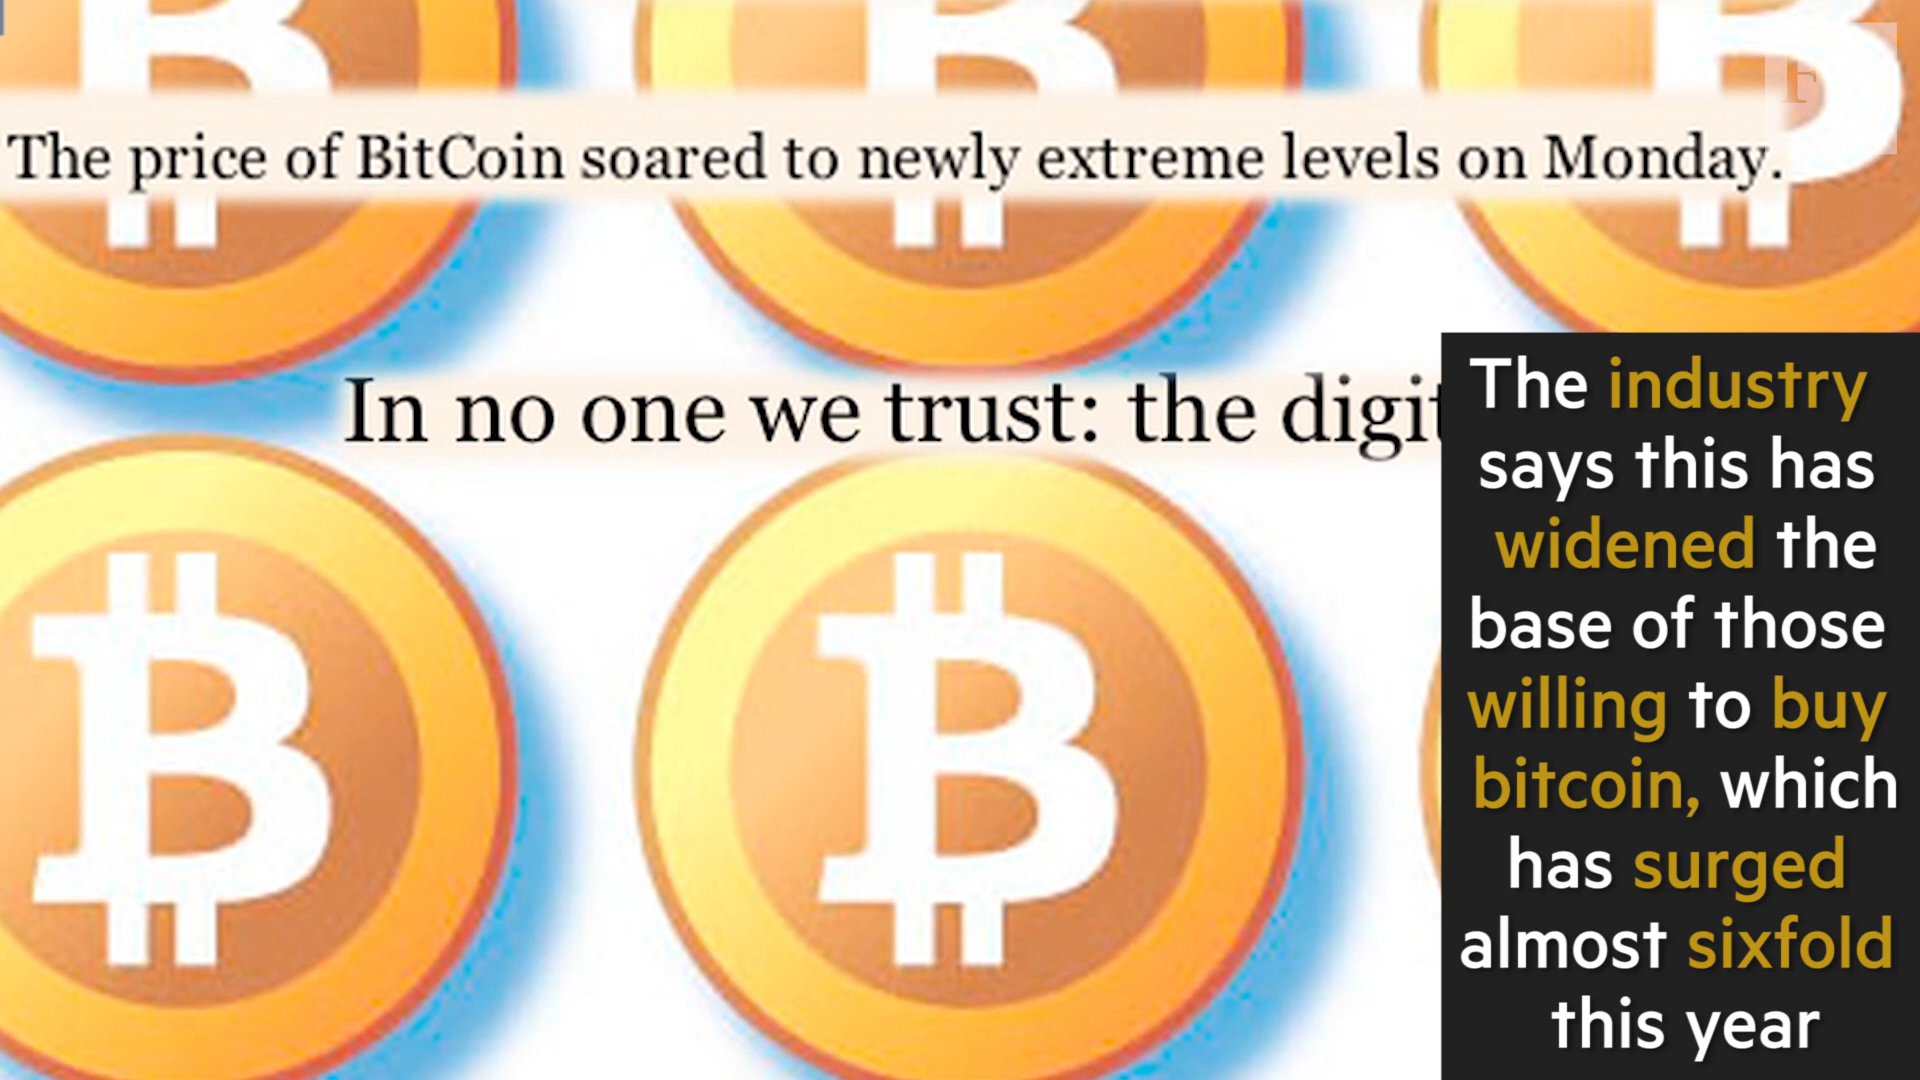 The price of BitCoin soared to newly extreme levels on Monday.
In no one we trust: the digit
The industry
says this has
widened the
base of those
willing to buy
bitcoin, which
has surged
almost sixfold
this year